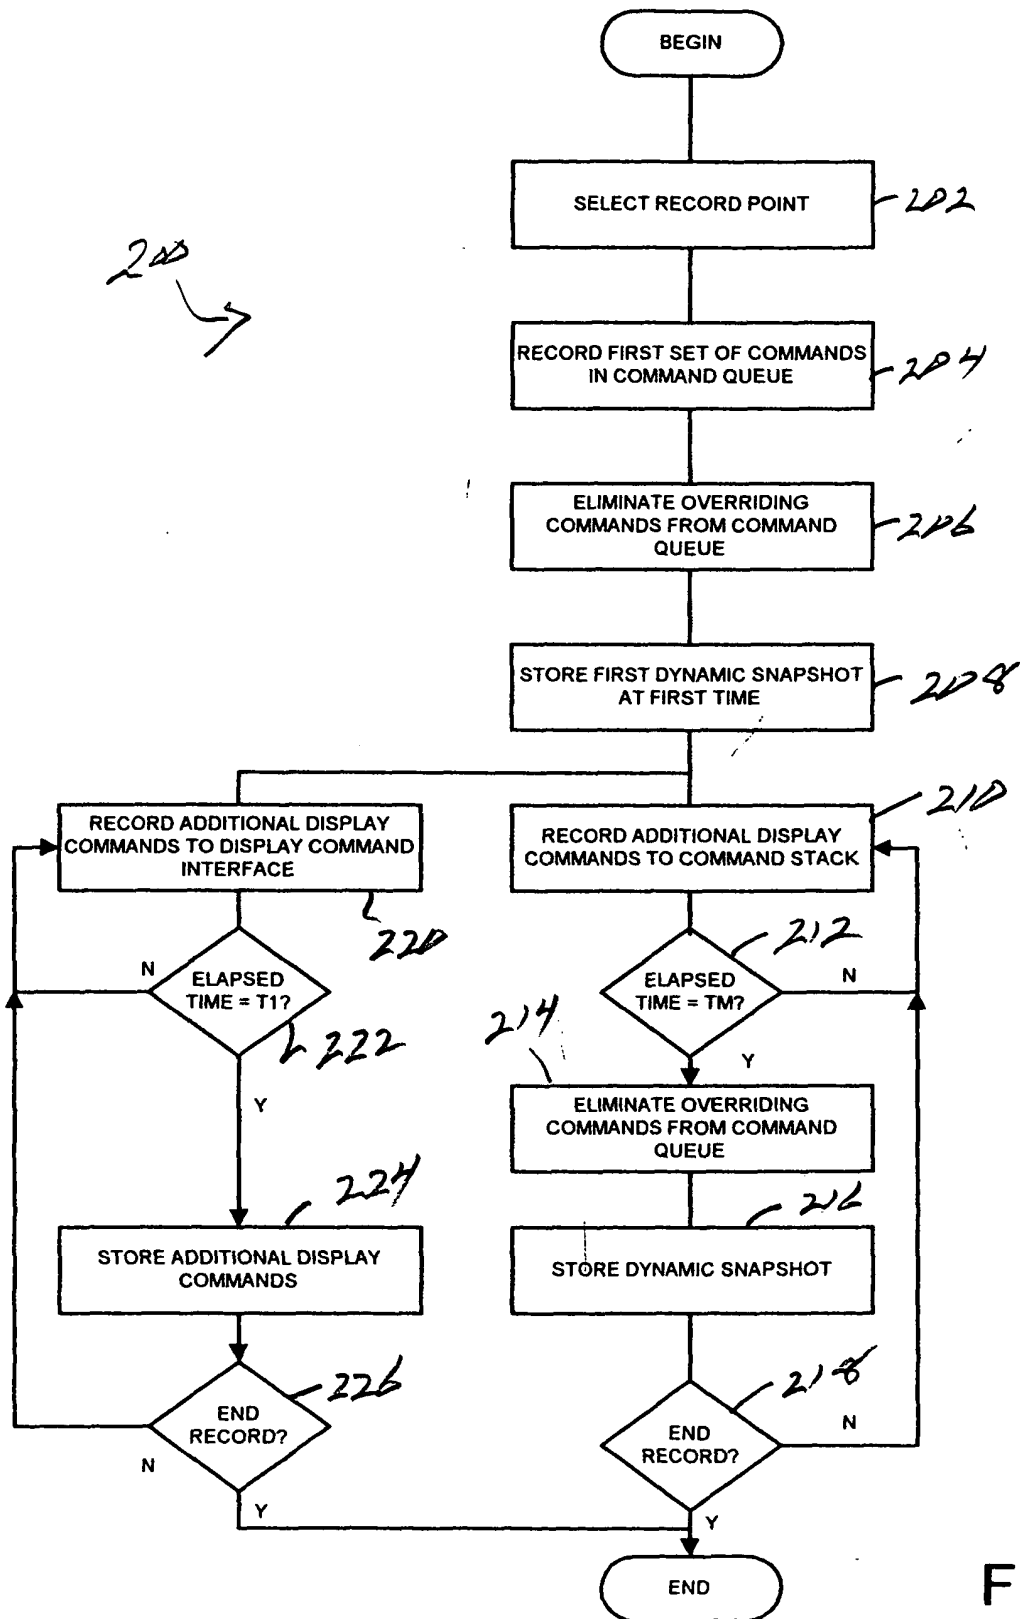 BEGIN
SELECT RECORD POINT
202
200
RECORD FIRST SET OF COMMANDS
IN COMMAND QUEUE
204
ELIMINATE OVERRIDING
COMMANDS FROM COMMAND
QUEUE
206
STORE FIRST DYNAMIC SNAPSHOT
AT FIRST TIME
208
RECORD ADDITIONAL DISPLAY
COMMANDS TO DISPLAY COMMAND
INTERFACE
220
RECORD ADDITIONAL DISPLAY
COMMANDS TO COMMAND STACK
210
N
ELAPSED
TIME = T1?
222
Y
ELAPSED
TIME = TM?
212
N
Y
214
ELIMINATE OVERRIDING
COMMANDS FROM COMMAND
QUEUE
224
STORE ADDITIONAL DISPLAY
COMMANDS
216
STORE DYNAMIC SNAPSHOT
226
END
RECORD?
N
Y
218
END
RECORD?
N
Y
END
F